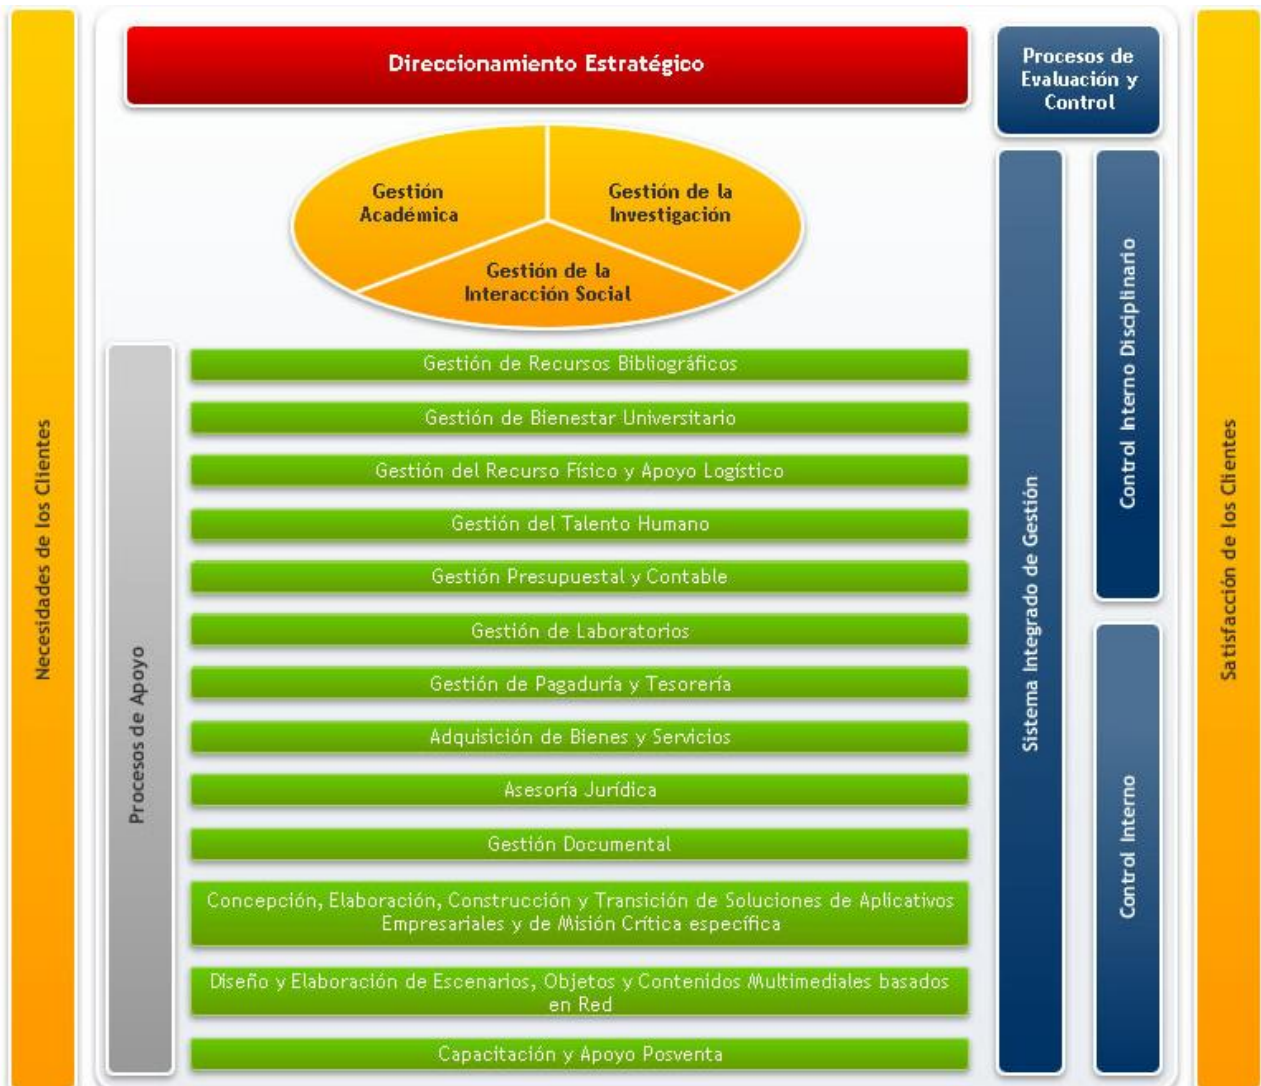 Necesidades de los Clientes
Direccionamiento Estratégico
Gestión
Académica
Gestión de la
Investigación
Gestión de la
Interacción Social
Procesos de Apoyo
Gestión de Recursos Bibliográficos
Gestión de Bienestar Universitario
Gestión del Recurso Físico y Apoyo Logístico
Gestión del Talento Humano
Gestión Presupuestal y Contable
Gestión de Laboratorios
Gestión de Pagaduría y Tesorería
Adquisición de Bienes y Servicios
Asesoría Jurídica
Gestión Documental
Concepción, Elaboración, Construcción y Transición de Soluciones de Aplicativos
Empresariales y de Misión Crítica específica
Diseño y Elaboración de Escenarios, Objetos y Contenidos Multimediales basados
en Red
Capacitación y Apoyo Posventa
Procesos de
Evaluación y
Control
Sistema Integrado de Gestión
Control Interno Disciplinario
Control Interno
Satisfacción de los Clientes